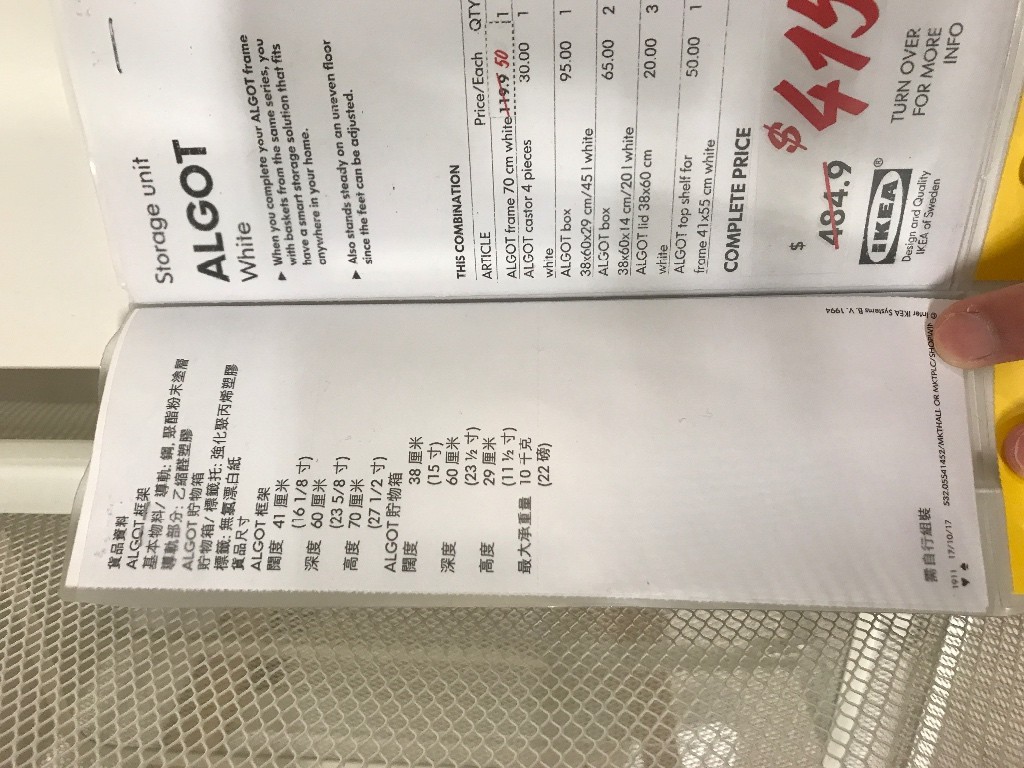 Storage unit
ALGOT
White
▶ When you complete your ALGOT frame
with baskets from the same series, you
have a smart storage solution that fits
anywhere in your home.
▶ Also stands steady on an uneven floor
since the feet can be adjusted.
THIS COMBINATION
ARTICLE Price/Each QTY
ALGOT frame 70 cm white 119.9 50 1
ALGOT castor 4 pieces 30.00 1
white
ALGOT box 95.00 1
38x60x29 cm/45 l white
ALGOT box 65.00 2
38x60x14 cm/20 l white
ALGOT lid 38x60 cm 20.00 3
white
ALGOT top shelf for 50.00 1
frame 41x55 cm white
COMPLETE PRICE
$ 484.9
$ 415
IKEA®
Design and Quality
IKEA of Sweden
TURN OVER
FOR MORE
INFO
貨品資料
ALGOT框架
基本物料/ 導軌: 鋼, 聚酯粉末塗層
導軌部分: 乙縮醛塑膠
ALGOT 貯物箱
貯物箱/ 標籤托: 強化聚丙烯塑膠
標籤: 無氯漂白紙
貨品尺寸
ALGOT 框架
闊度 41 厘米
(16 1/8 寸)
深度 60 厘米
(23 5/8 寸)
高度 70 厘米
(27 1/2 寸)
ALGOT 貯物箱
闊度 38 厘米
(15 寸)
深度 60 厘米
(23 ½ 寸)
高度 29 厘米
(11 ½ 寸)
最大承重量 10 千克
(22 磅)
© Inter IKEA Systems B. V. 1994
需自行組裝
1911 17/10/17 532.05541452/MKTHALL OR MKTPLC/SHOPWIN